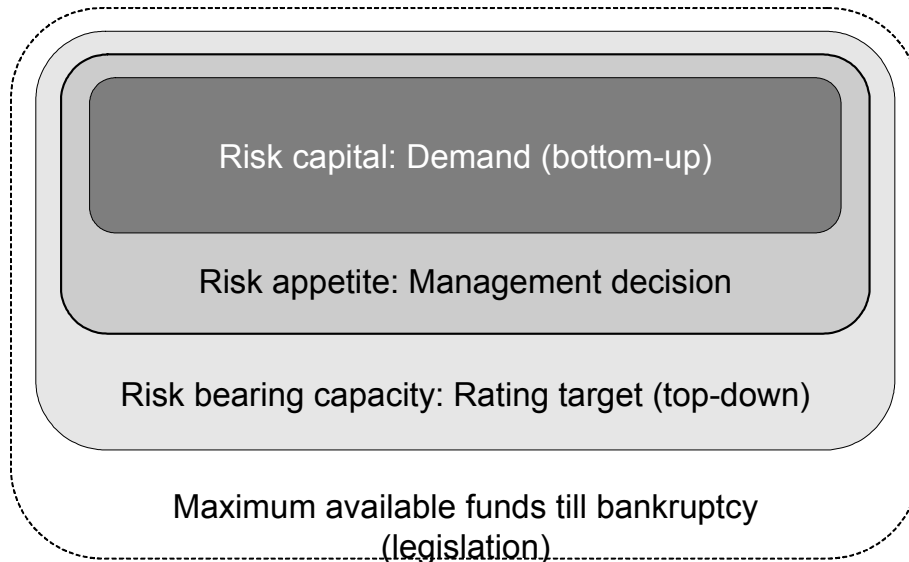 Risk capital: Demand (bottom-up)
Risk appetite: Management decision
Risk bearing capacity: Rating target (top-down)
Maximum available funds till bankruptcy
(legislation)